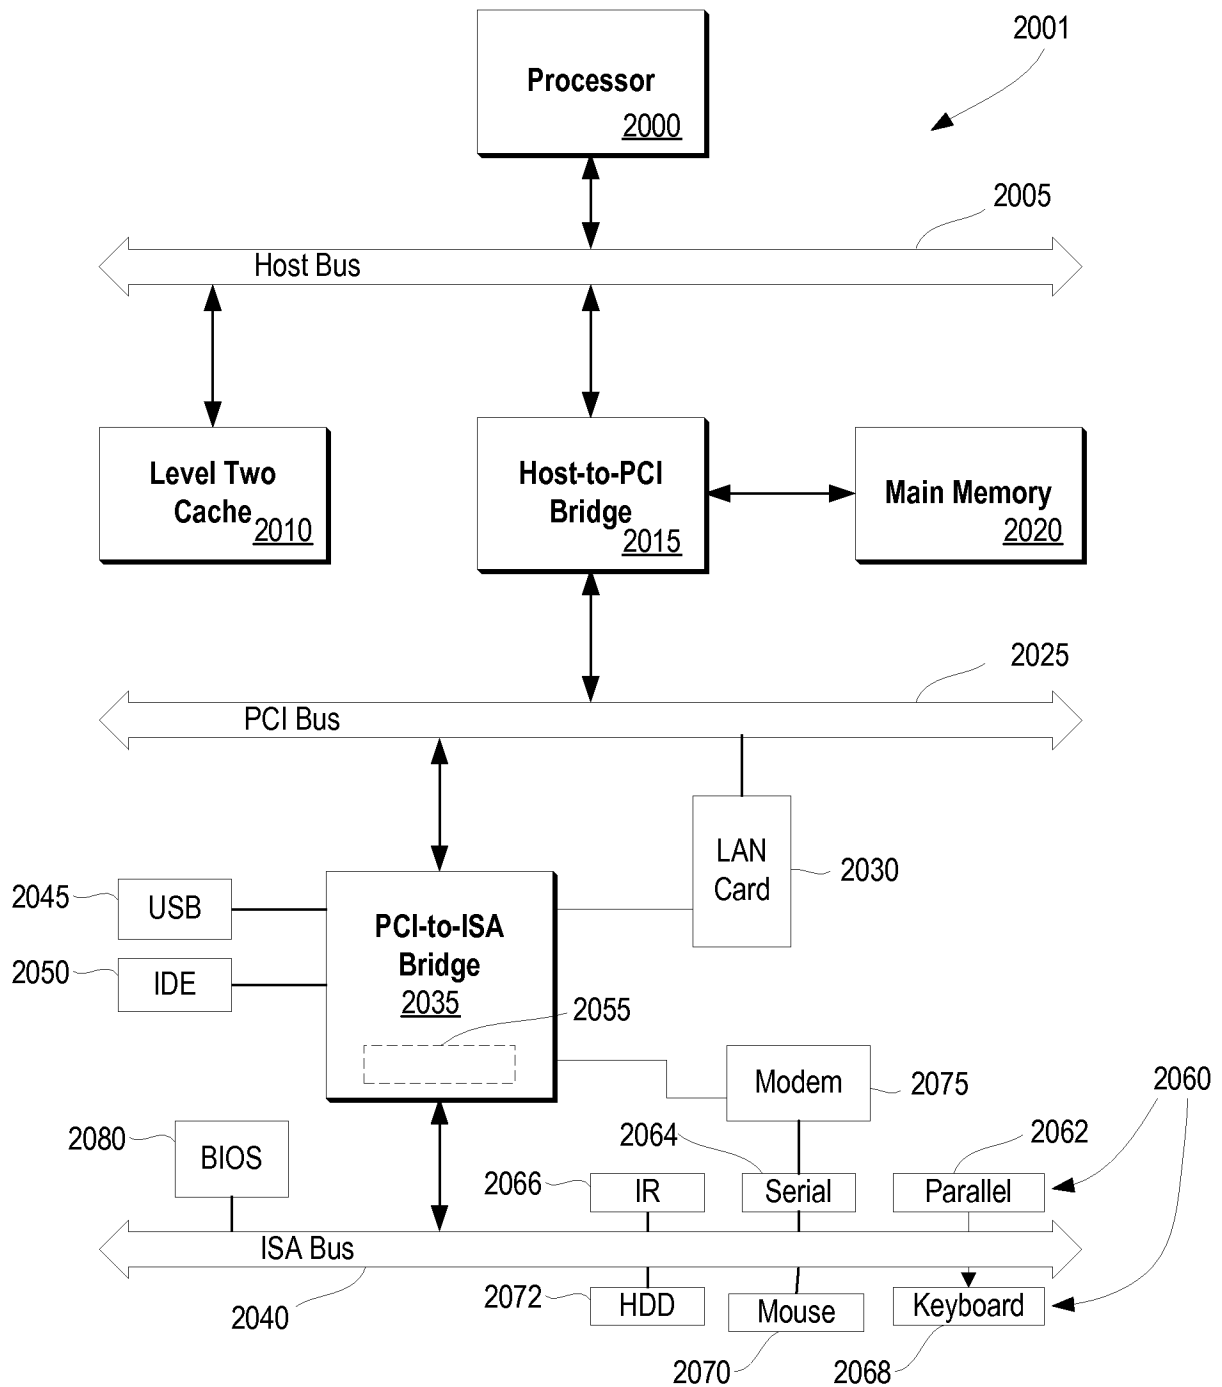 2001
Processor
2000
2005
Host Bus
Level Two
Cache
2010
Host-to-PCI
Bridge
2015
Main Memory
2020
2025
PCI Bus
LAN
Card
2030
2045
USB
PCI-to-ISA
Bridge
2035
2050
IDE
2055
Modem
2075
2060
2080
BIOS
2064
2062
2066
IR
Serial
Parallel
ISA Bus
2040
2072
HDD
Mouse
Keyboard
2070
2068